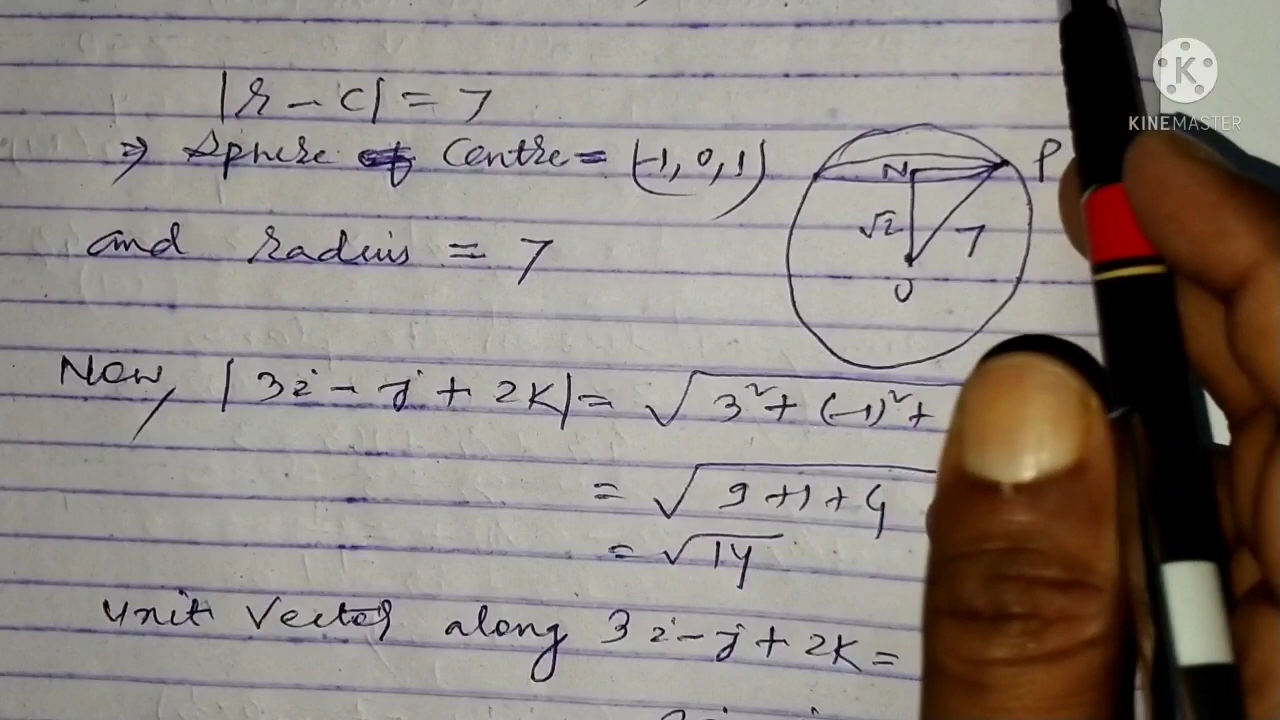 |r - c| = 7
⇒ Sphere Centre = (-1, 0, 1)
and radius = 7
N
P
√2
7
O
Now, |3i - j + 2K| = √3² + (-1)² +
= √9 + 1 + 4
= √14
Unit Vector along 3i - j + 2K =
KINEMASTER